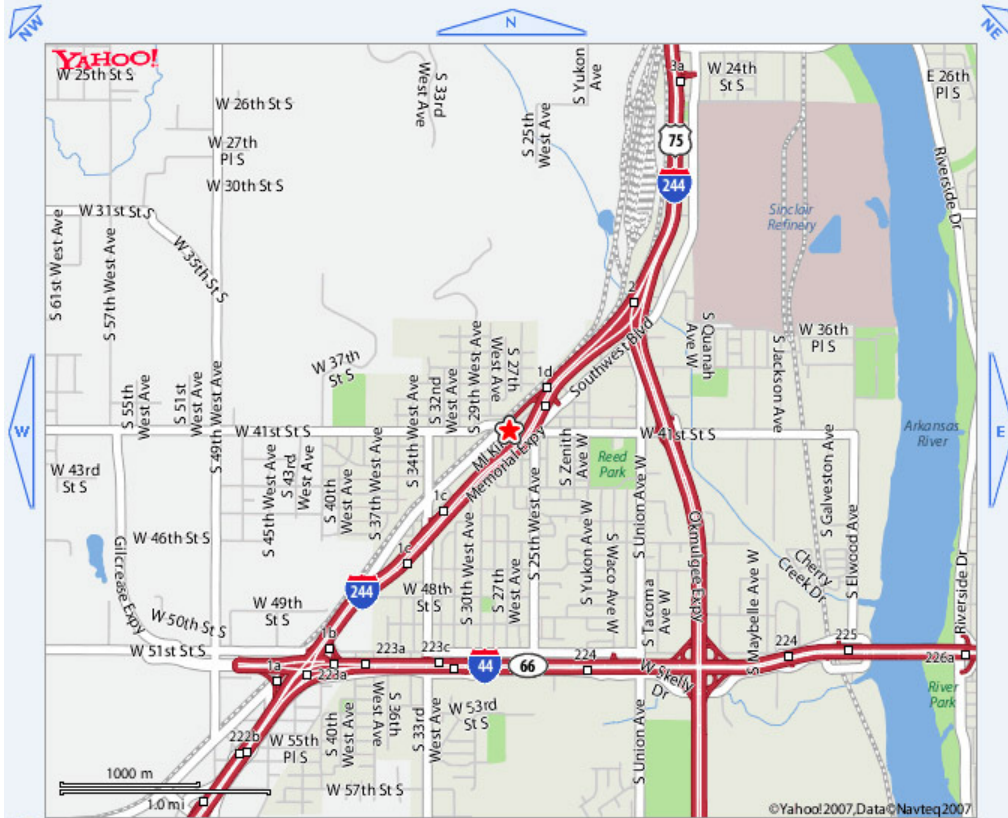 NW
N
NE
YAHOO!
W 25th St S
W 26th St S
W 27th
Pl S
W 30th St S
W 31st St S
W 35th St S
S 33rd
West Ave
S 25th
West Ave
S Yukon
Ave
3a
W 24th
St S
E 26th
Pl S
75
244
Sinclair
Refinery
Riverside Dr
S 61st West Ave
S 57th West Ave
2
W 36th
Pl S
S Quanah
Ave W
S Jackson Ave
Southwest Blvd
W 37th
St S
S 32nd
West Ave
S 29th West Ave
S 27th
West Ave
1d
S 55th
West Ave
S 51st
West Ave
S 49th West Ave
S 34th West Ave
W
W 41st St S
W 41st St S
E
Arkansas
River
W 43rd
St S
S 45th West Ave
S 43rd
West Ave
S 40th
West Ave
S 37th West Ave
Ml King
Memorial Expy
S Zenith
Ave W
Reed
Park
S Union Ave W
S Galveston Ave
S Elwood Ave
1c
1c
W 46th St S
Gilcrease Expy
S 30th West Ave
S 27th
West Ave
S 25th West Ave
S Yukon Ave W
S Waco Ave W
Okmulgee Expy
Cherry
Creek Dr
S Maybelle Ave W
S Tacoma
Ave W
244
W 48th
St S
W 49th
St S
W 50th St S
W 51st St S
1b
1a
223a
223a
223c
44
66
224
W Skelly
Dr
224
225
226a
Riverside Dr
River
Park
222b
W 55th
Pl S
S 40th
West Ave
S 36th
West Ave
S 33rd
West Ave
W 53rd
St S
S Union Ave
W 57th St S
1000 m
1.0 mi
©Yahoo!2007,Data©Navteq2007